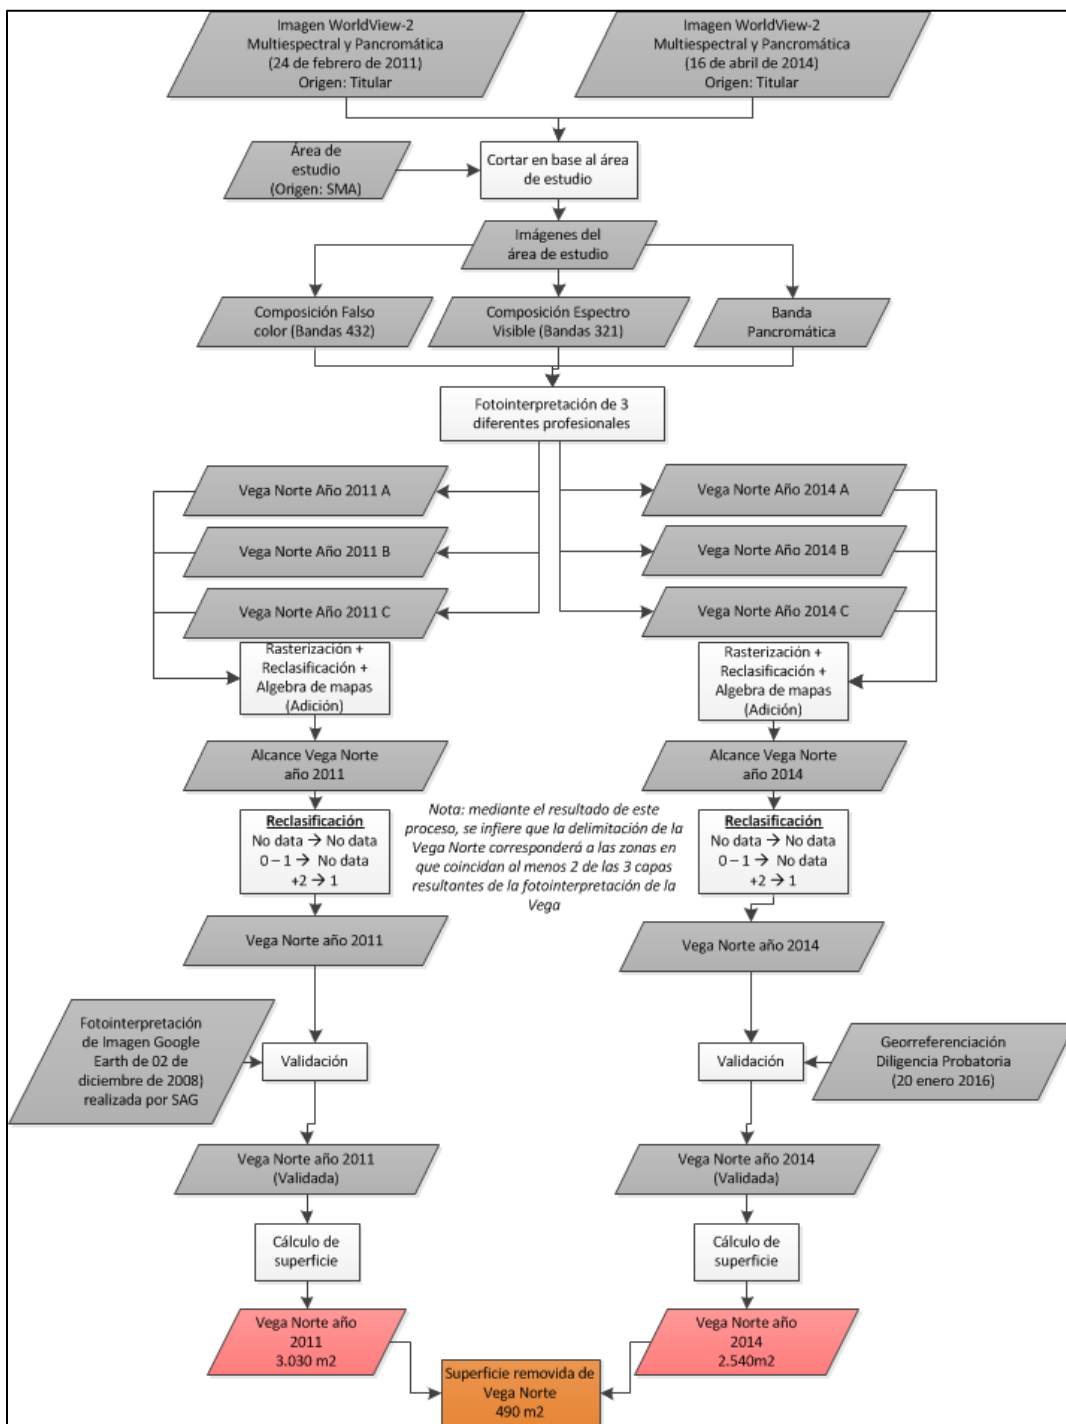 Imagen WorldView-2
Multiespectral y Pancromática
(24 de febrero de 2011)
Origen: Titular
Imagen WorldView-2
Multiespectral y Pancromática
(16 de abril de 2014)
Origen: Titular
Área de
estudio
(Origen: SMA)
Cortar en base al área
de estudio
Imágenes del
área de estudio
Composición Falso
color (Bandas 432)
Composición Espectro
Visible (Bandas 321)
Banda
Pancromática
Fotointerpretación de 3
diferentes profesionales
Vega Norte Año 2011 A
Vega Norte Año 2014 A
Vega Norte Año 2011 B
Vega Norte Año 2014 B
Vega Norte Año 2011 C
Vega Norte Año 2014 C
Rasterización +
Reclasificación +
Algebra de mapas
(Adición)
Rasterización +
Reclasificación +
Algebra de mapas
(Adición)
Alcance Vega Norte
año 2011
Alcance Vega Norte
año 2014
Reclasificación
No data → No data
0 – 1 → No data
+2 → 1
Nota: mediante el resultado de este
proceso, se infiere que la delimitación de la
Vega Norte corresponderá a las zonas en
que coincidan al menos 2 de las 3 capas
resultantes de la fotointerpretación de la
Vega
Reclasificación
No data → No data
0 – 1 → No data
+2 → 1
Vega Norte año 2011
Vega Norte año 2014
Fotointerpretación
de Imagen Google
Earth de 02 de
diciembre de 2008)
realizada por SAG
Validación
Validación
Georreferenciación
Diligencia Probatoria
(20 enero 2016)
Vega Norte año 2011
(Validada)
Vega Norte año 2014
(Validada)
Cálculo de
superficie
Cálculo de
superficie
Vega Norte año
2011
3.030 m2
Vega Norte año
2014
2.540m2
Superficie removida de
Vega Norte
490 m2